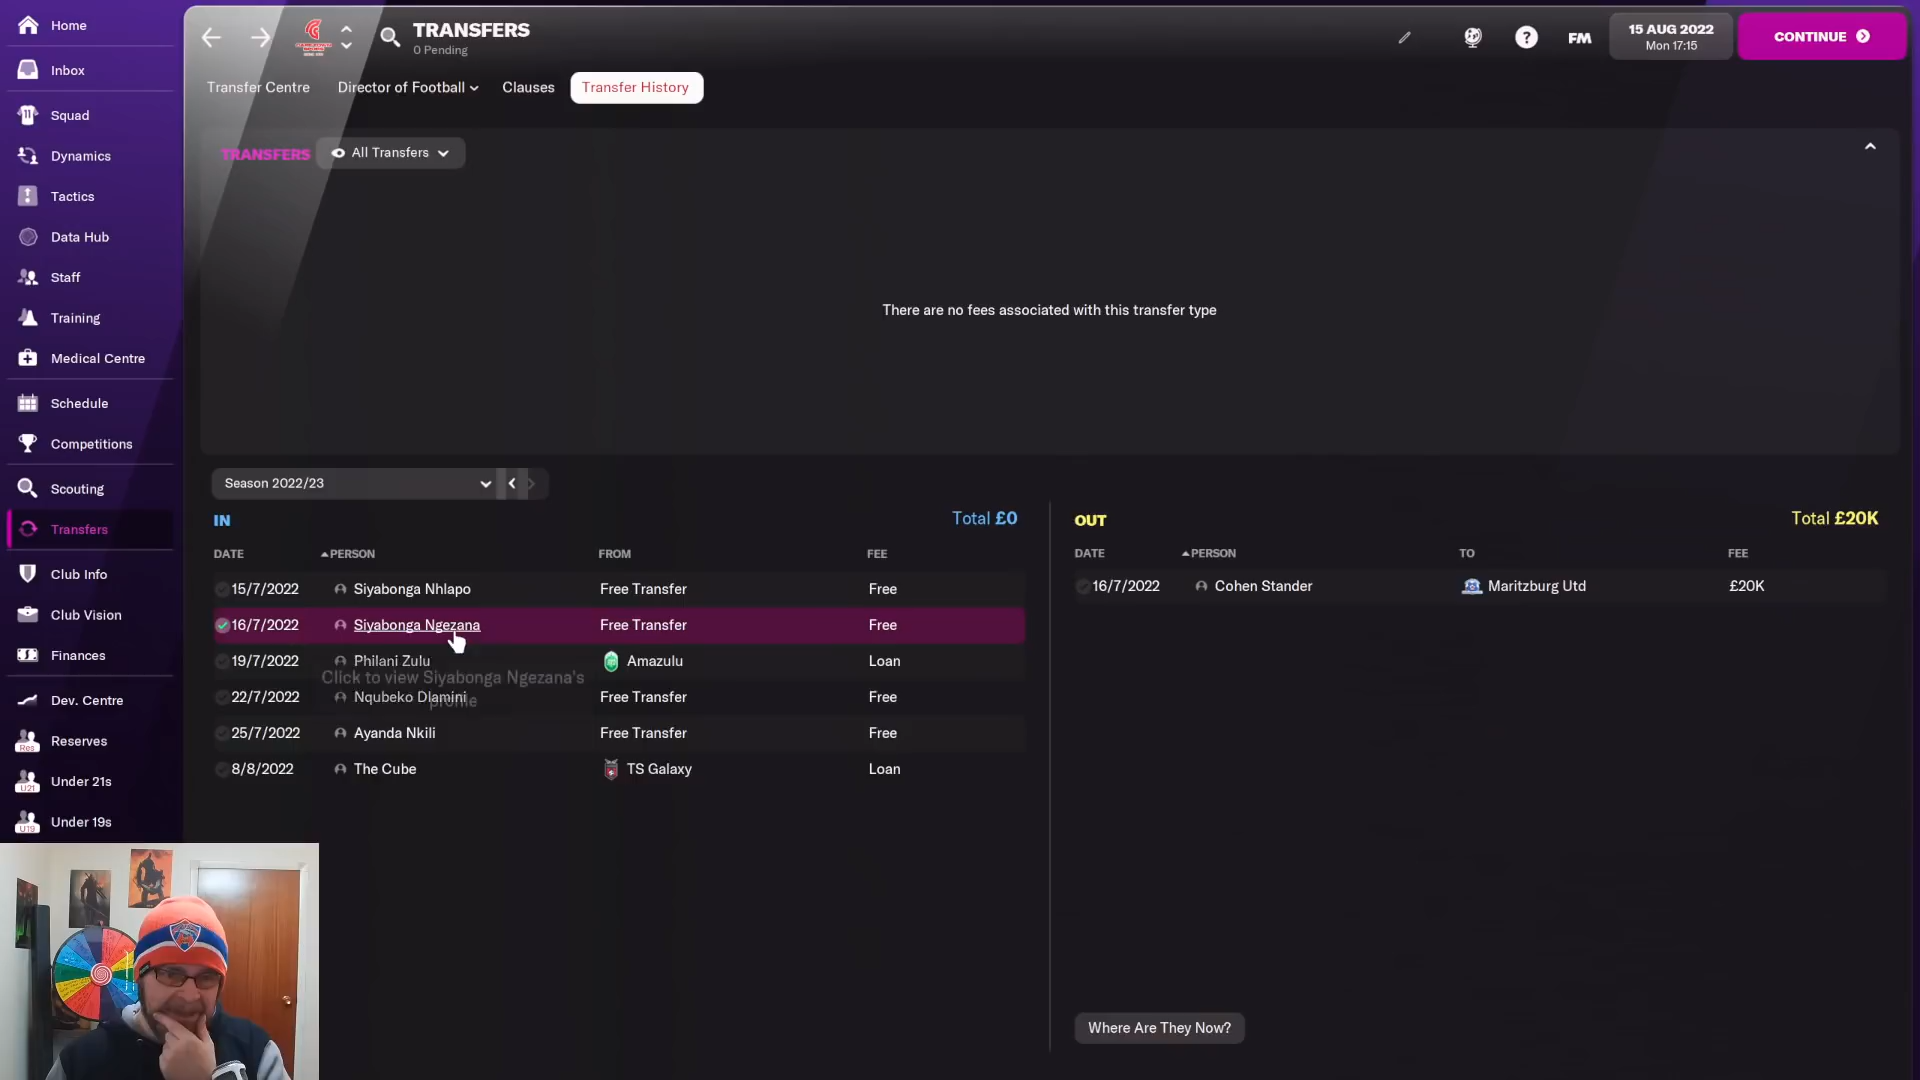 Home
TRANSFERS
0 Pending
15 AUG 2022
Mon 17:15
CONTINUE
FM
?
Inbox
Transfer Centre
Director of Football
Clauses
Transfer History
Squad
Dynamics
Tactics
Data Hub
Staff
Training
Medical Centre
Schedule
Competitions
Scouting
Transfers
Club Info
Club Vision
Finances
Dev. Centre
Res
Reserves
U21
Under 21s
U19
Under 19s
TRANSFERS
All Transfers
There are no fees associated with this transfer type
Season 2022/23
IN Total £0
DATE PERSON FROM FEE
15/7/2022 Siyabonga Nhlapo Free Transfer Free
16/7/2022 Siyabonga Ngezana Free Transfer Free
19/7/2022 Philani Zulu Amazulu Loan
Click to view Siyabonga Ngezana's
profile
22/7/2022 Nqubeko Dlamini Free Transfer Free
25/7/2022 Ayanda Nkili Free Transfer Free
8/8/2022 The Cube TS Galaxy Loan
OUT Total £20K
DATE PERSON TO FEE
16/7/2022 Cohen Stander Maritzburg Utd £20K
Where Are They Now?